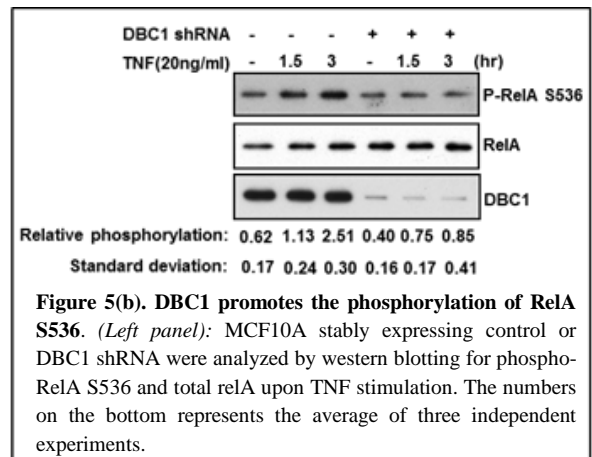 DBC1 shRNA - - - + + +
TNF(20ng/ml) - 1.5 3 - 1.5 3 (hr)
P-RelA S536
RelA
DBC1
Relative phosphorylation: 0.62 1.13 2.51 0.40 0.75 0.85
Standard deviation: 0.17 0.24 0.30 0.16 0.17 0.41
Figure 5(b). DBC1 promotes the phosphorylation of RelA
S536. (Left panel): MCF10A stably expressing control or
DBC1 shRNA were analyzed by western blotting for phospho-
RelA S536 and total relA upon TNF stimulation. The numbers
on the bottom represents the average of three independent
experiments.